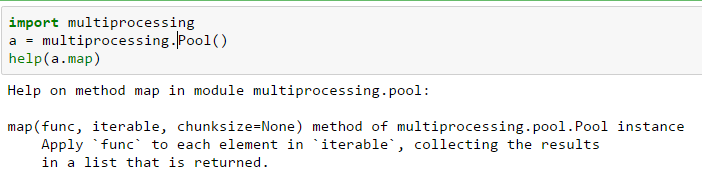 import multiprocessing
a = multiprocessing.Pool()
help(a.map)
Help on method map in module multiprocessing.pool:
map(func, iterable, chunksize=None) method of multiprocessing.pool.Pool instance
    Apply `func` to each element in `iterable`, collecting the results
    in a list that is returned.